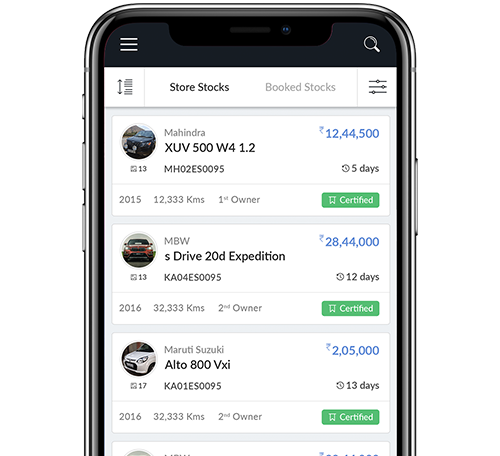 Store Stocks
Booked Stocks
Mahindra
₹12,44,500
XUV 500 W4 1.2
13
MH02ES0095
5 days
2015 12,333 Kms 1st Owner
Certified
MBW
₹28,44,000
s Drive 20d Expedition
13
KA04ES0095
12 days
2016 32,333 Kms 2nd Owner
Certified
Maruti Suzuki
₹2,05,000
Alto 800 Vxi
17
KA01ES0095
13 days
2016 32,333 Kms 2nd Owner
Certified